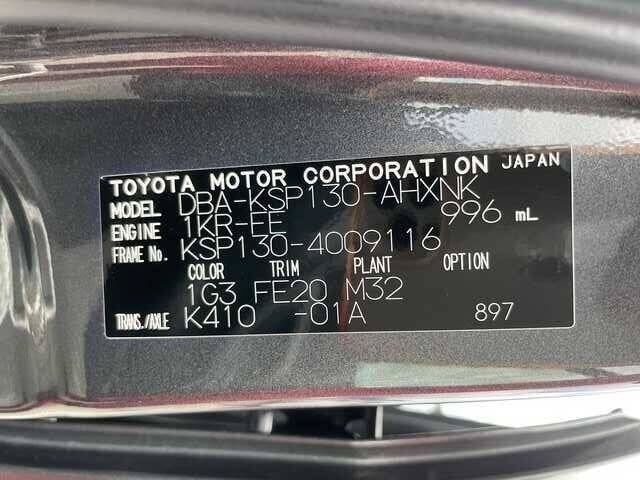 TOYOTA MOTOR CORPORATION JAPAN
MODEL DBA-KSP130-AHXNK
ENGINE 1KR-FE 996 mL
FRAME No. KSP130-4009116
COLOR TRIM PLANT OPTION
1G3 FE20 M32
TRANS./AXLE K410 -01A 897